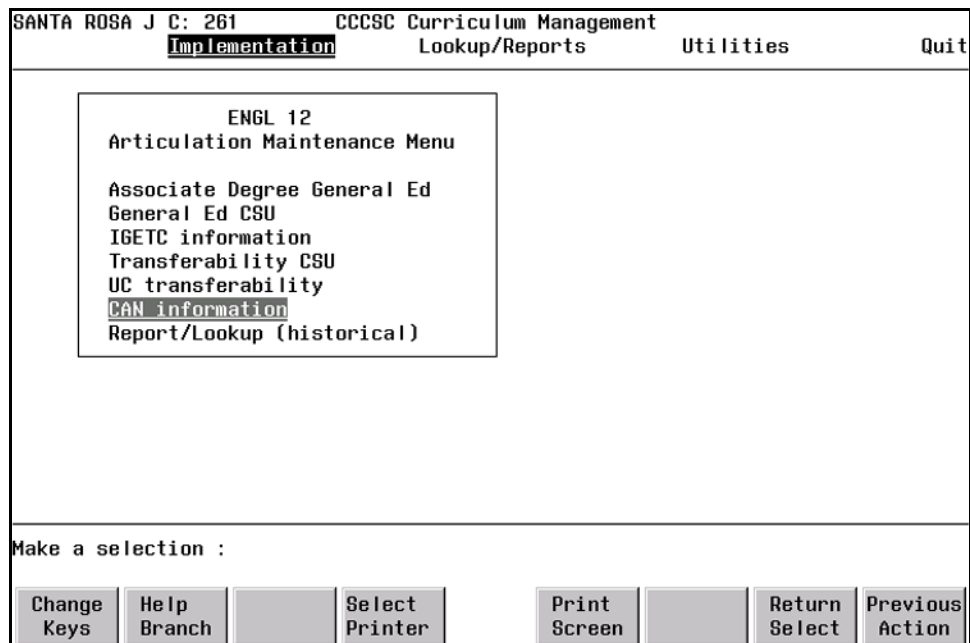 SANTA ROSA J C: 261 CCCSC Curriculum Management
Implementation Lookup/Reports Utilities Quit
ENGL 12
Articulation Maintenance Menu
Associate Degree General Ed
General Ed CSU
IGETC information
Transferability CSU
UC transferability
CAN information
Report/Lookup (historical)
Make a selection :
Change Help Select Print Return Previous
Keys Branch Printer Screen Select Action